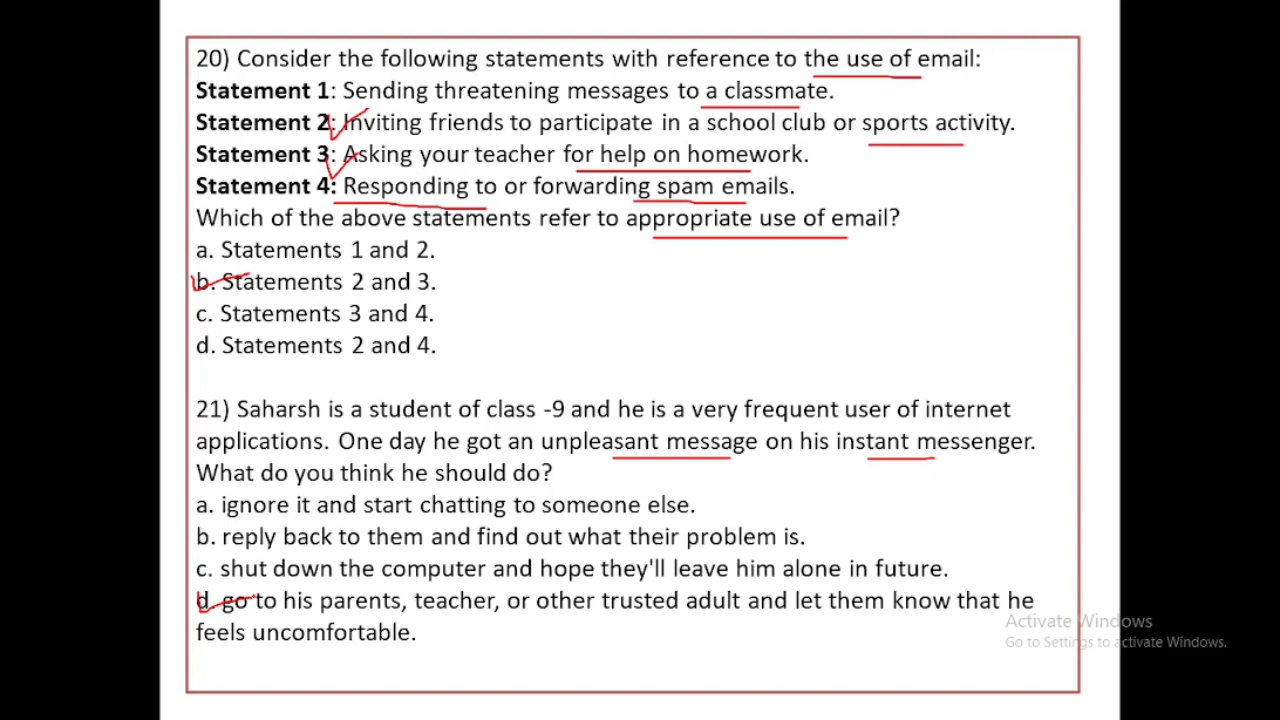 20) Consider the following statements with reference to the use of email:
Statement 1: Sending threatening messages to a classmate.
Statement 2: Inviting friends to participate in a school club or sports activity.
Statement 3: Asking your teacher for help on homework.
Statement 4: Responding to or forwarding spam emails.
Which of the above statements refer to appropriate use of email?
a. Statements 1 and 2.
b. Statements 2 and 3.
c. Statements 3 and 4.
d. Statements 2 and 4.
21) Saharsh is a student of class -9 and he is a very frequent user of internet
applications. One day he got an unpleasant message on his instant messenger.
What do you think he should do?
a. ignore it and start chatting to someone else.
b. reply back to them and find out what their problem is.
c. shut down the computer and hope they'll leave him alone in future.
d. go to his parents, teacher, or other trusted adult and let them know that he
feels uncomfortable.
Activate Windows
Go to Settings to activate Windows.